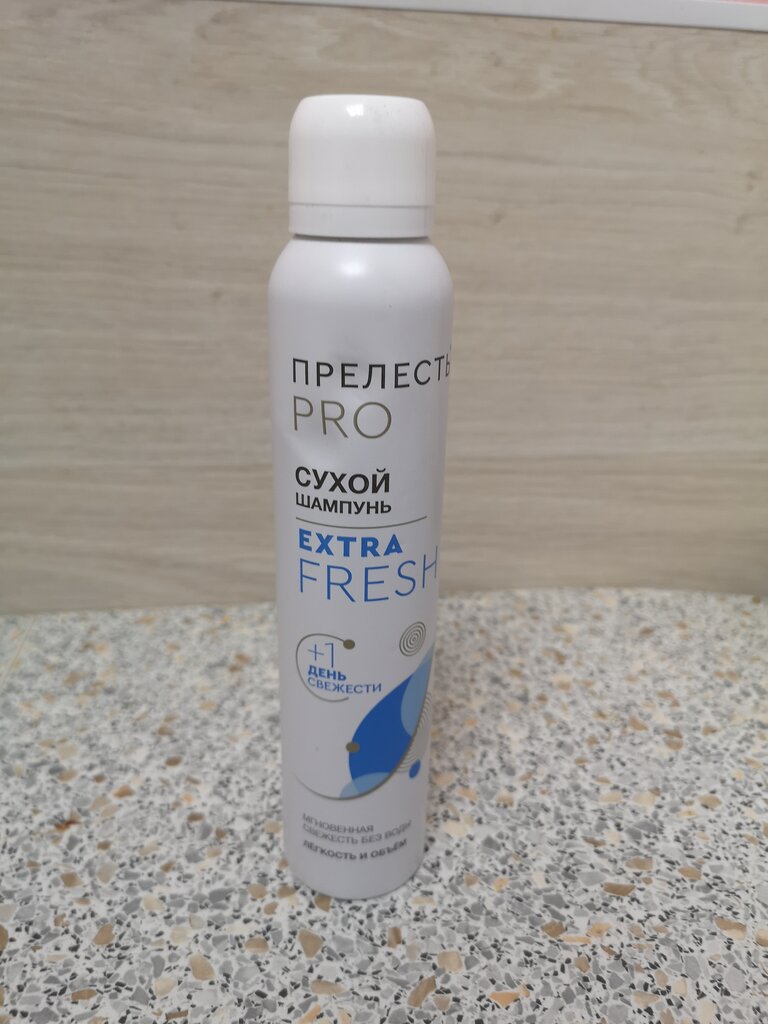 ПРЕЛЕСТЬ
PRO
СУХОЙ
ШАМПУНЬ
EXTRA
FRESH
+1
ДЕНЬ
СВЕЖЕСТИ
МГНОВЕННАЯ
СВЕЖЕСТЬ БЕЗ ВОДЫ
ЛЁГКОСТЬ И ОБЪЁМ